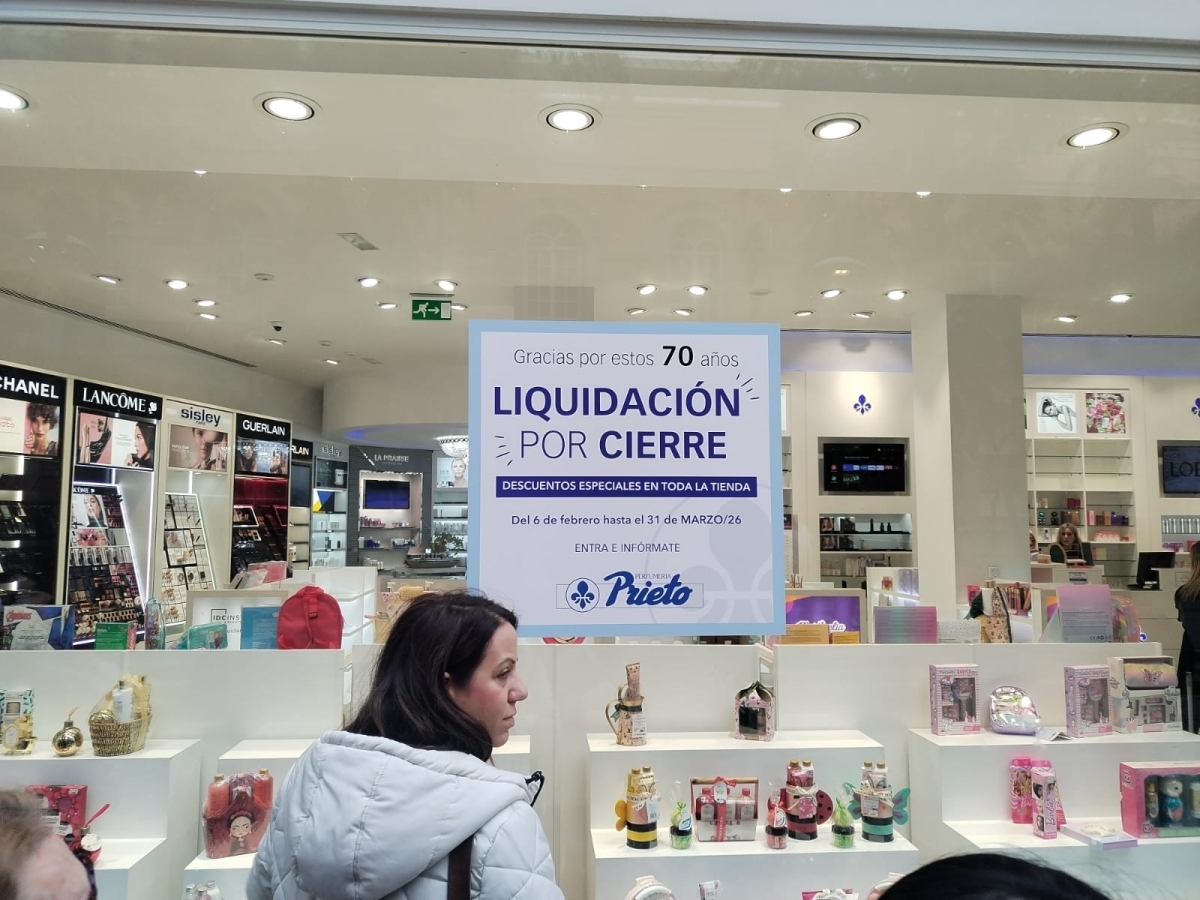 CHANEL
LANCÔME
sisley
GUERLAIN
RLAIN
LA PRAIRIE
Gracias por estos 70 años
LIQUIDACIÓN
POR CIERRE
DESCUENTOS ESPECIALES EN TODA LA TIENDA
Del 6 de febrero hasta el 31 de MARZO/26
ENTRA E INFÓRMATE
PERFUMERIA
Prieto